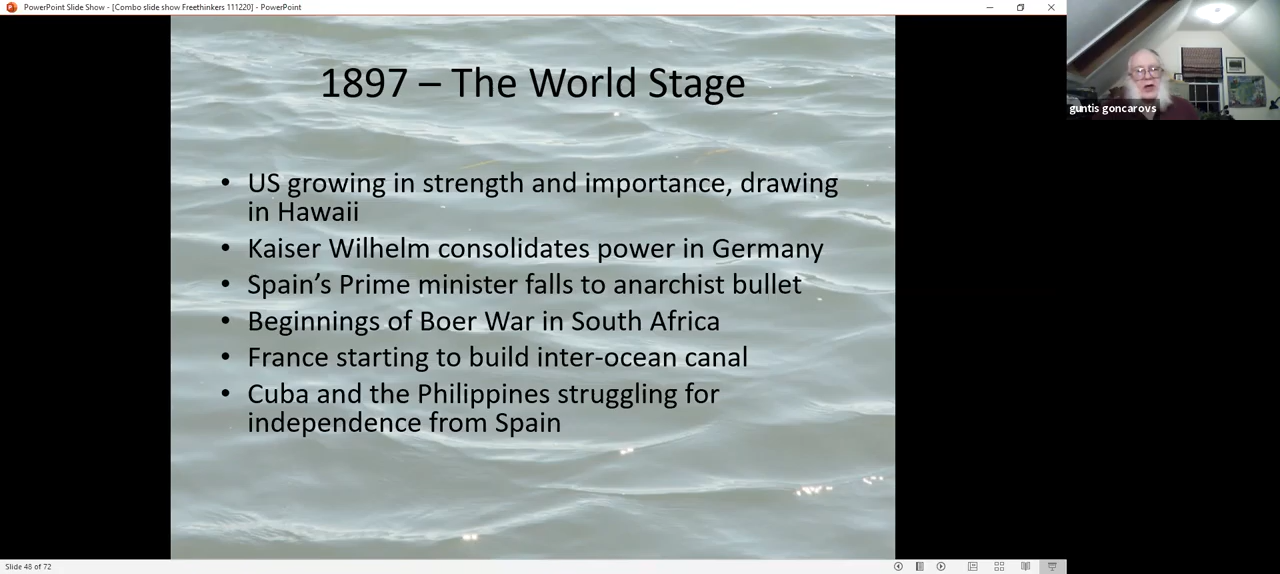 PowerPoint Slide Show - [Combo slide show Freethinkers 111220] - PowerPoint
guntis goncarovs
1897 – The World Stage
• US growing in strength and importance, drawing
in Hawaii
• Kaiser Wilhelm consolidates power in Germany
• Spain’s Prime minister falls to anarchist bullet
• Beginnings of Boer War in South Africa
• France starting to build inter-ocean canal
• Cuba and the Philippines struggling for
independence from Spain
Slide 48 of 72